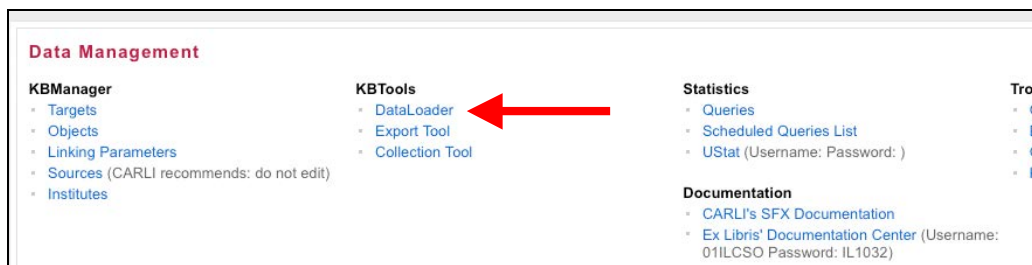 Data Management
KBManager
Targets
Objects
Linking Parameters
Sources (CARLI recommends: do not edit)
Institutes
KBTools
DataLoader
Export Tool
Collection Tool
Statistics
Queries
Scheduled Queries List
UStat (Username: Password: )
Documentation
CARLI's SFX Documentation
Ex Libris' Documentation Center (Username:
01ILCSO Password: IL1032)
Tro